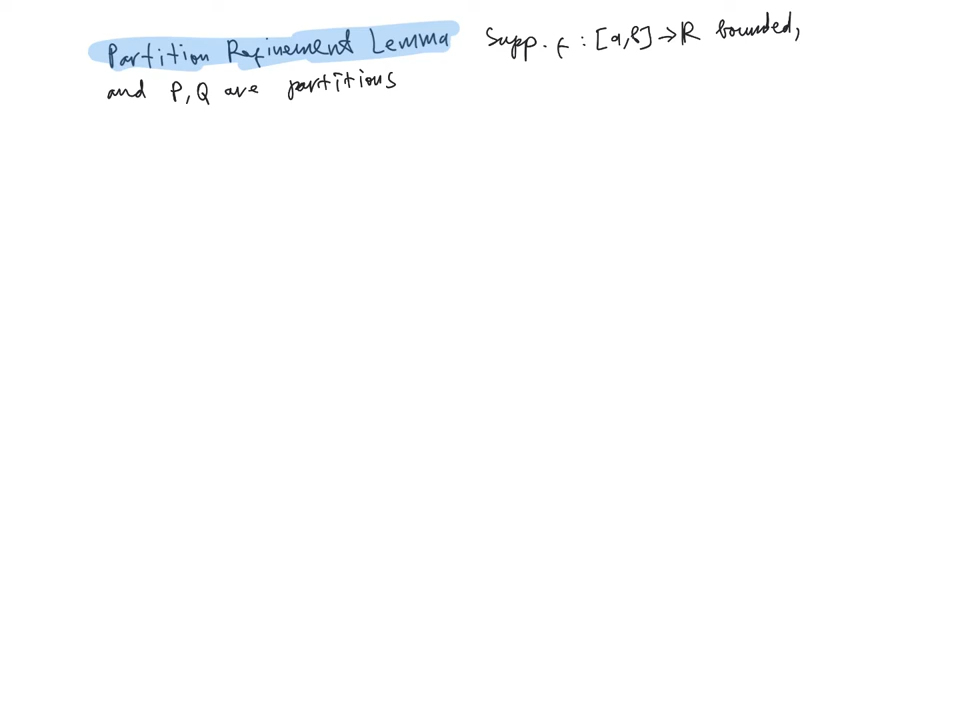 Partition Refinement Lemma Supp. f : [a,b] → ℝ bounded,
and P, Q are partitions